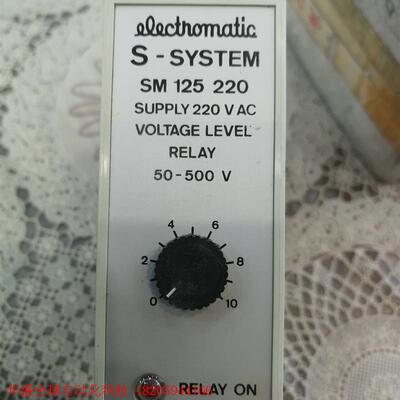 electromatic
S-SYSTEM
SM 125 220
SUPPLY 220 V AC
VOLTAGE LEVEL
RELAY
50-500 V
4 6
2 8
0 10
RELAY ON